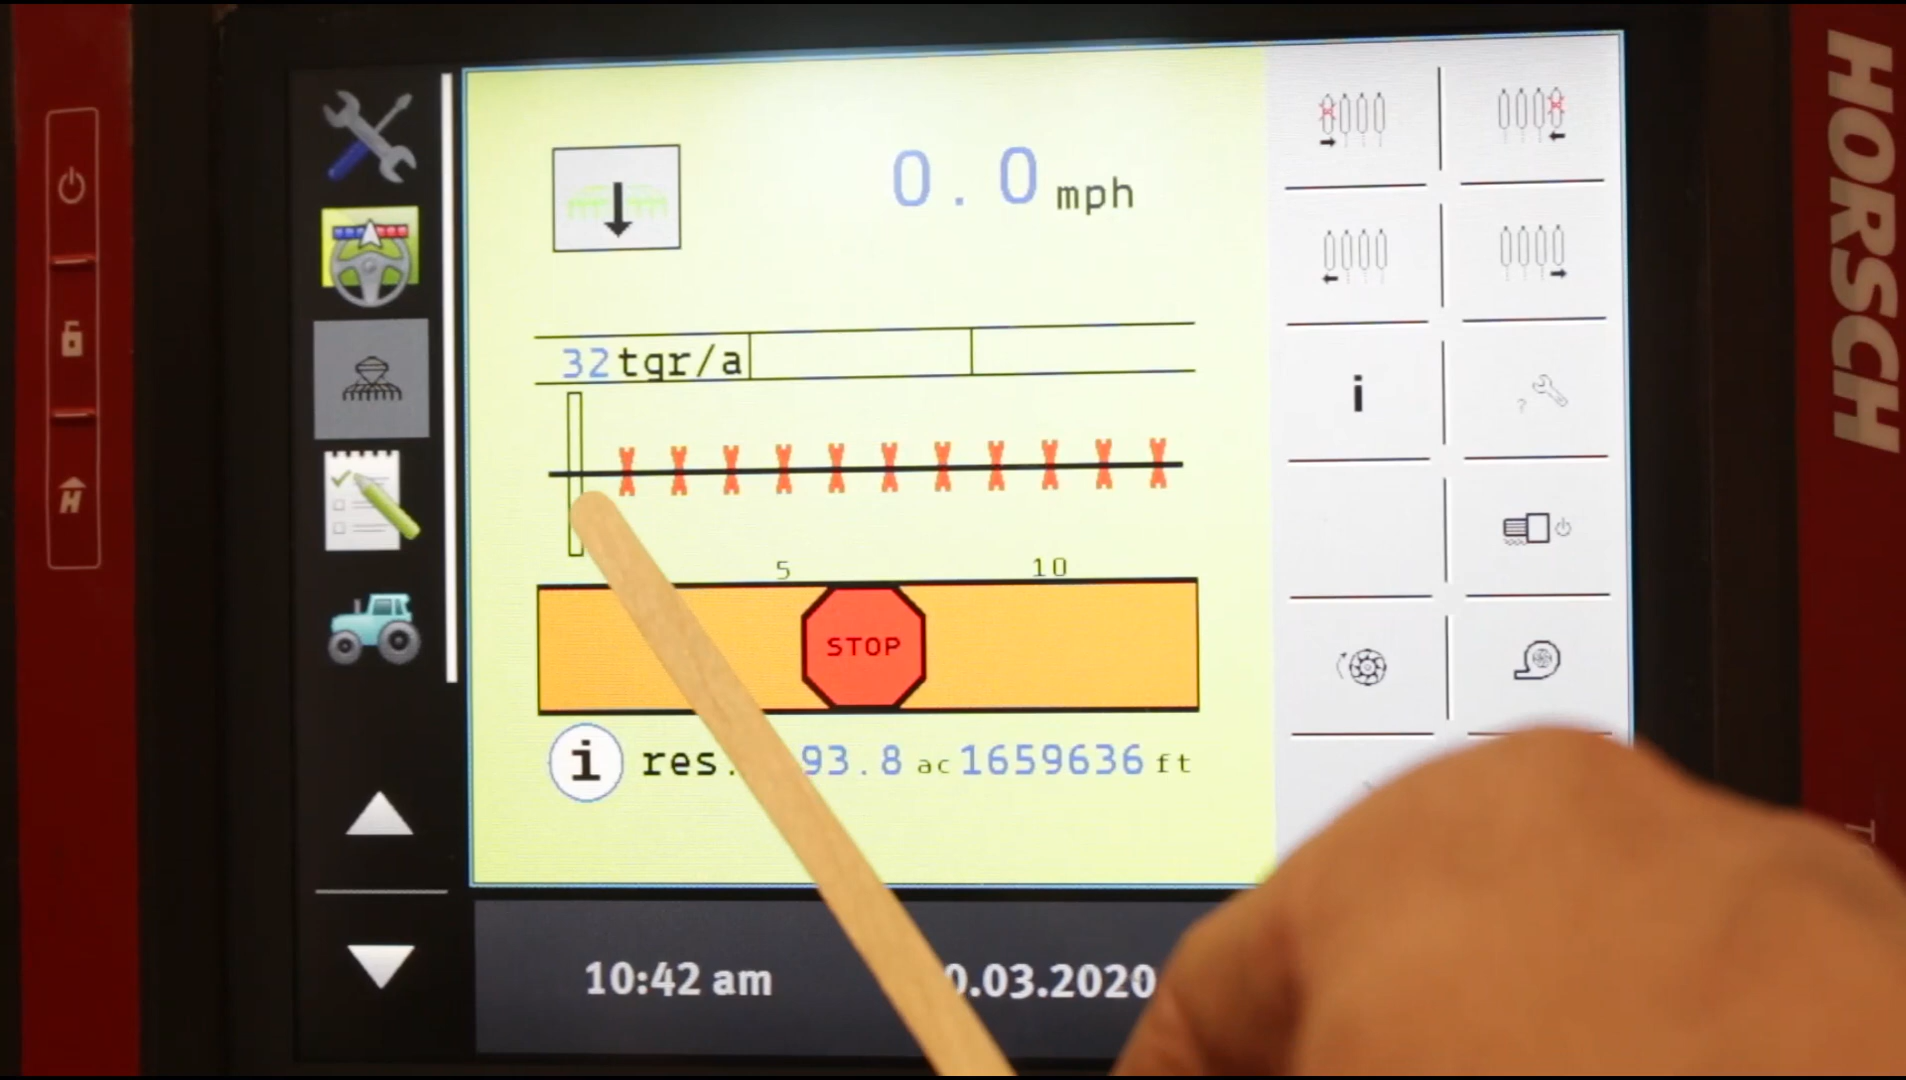 0.0 mph
32 tgr/a
5 10
STOP
i res. 93.8 ac 1659636 ft
10:42 am
0.03.2020
i
?
H
HORSCH